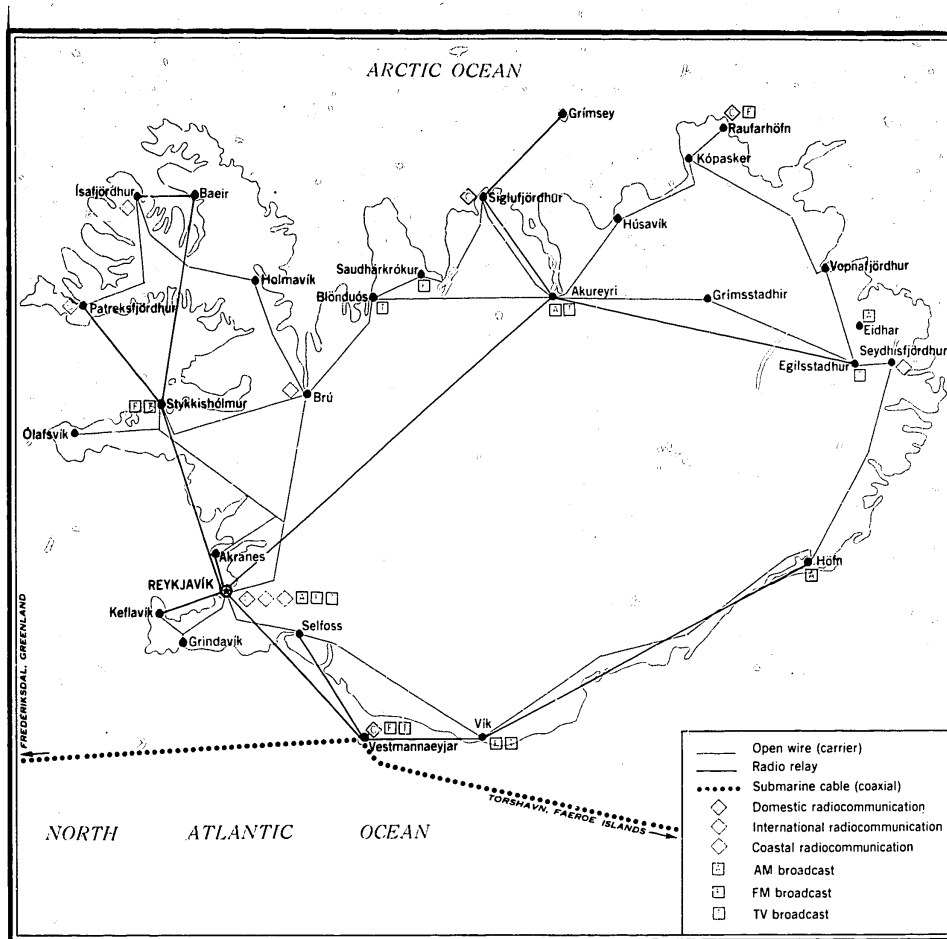 ARCTIC OCEAN
Grímsey
Raufarhöfn
Kópasker
Ísafjördhur
Baeir
Siglufjördhur
Húsavík
Holmavík
Saudhárkrókur
Vopnafjördhur
Patreksfjördhur
Blönduós
Akureyri
Grímsstadhir
Eidhar
Seydhisfjördhur
Egilsstadhur
Brú
Stykkishólmur
Ólafsvík
Akranes
Höfn
REYKJAVÍK
Keflavík
Selfoss
Grindavík
FREDERIKSDAL, GREENLAND
Vík
Vestmannaeyjar
TORSHAVN, FAEROE ISLANDS
NORTH ATLANTIC OCEAN
Open wire (carrier)
Radio relay
Submarine cable (coaxial)
Domestic radiocommunication
International radiocommunication
Coastal radiocommunication
AM broadcast
FM broadcast
TV broadcast